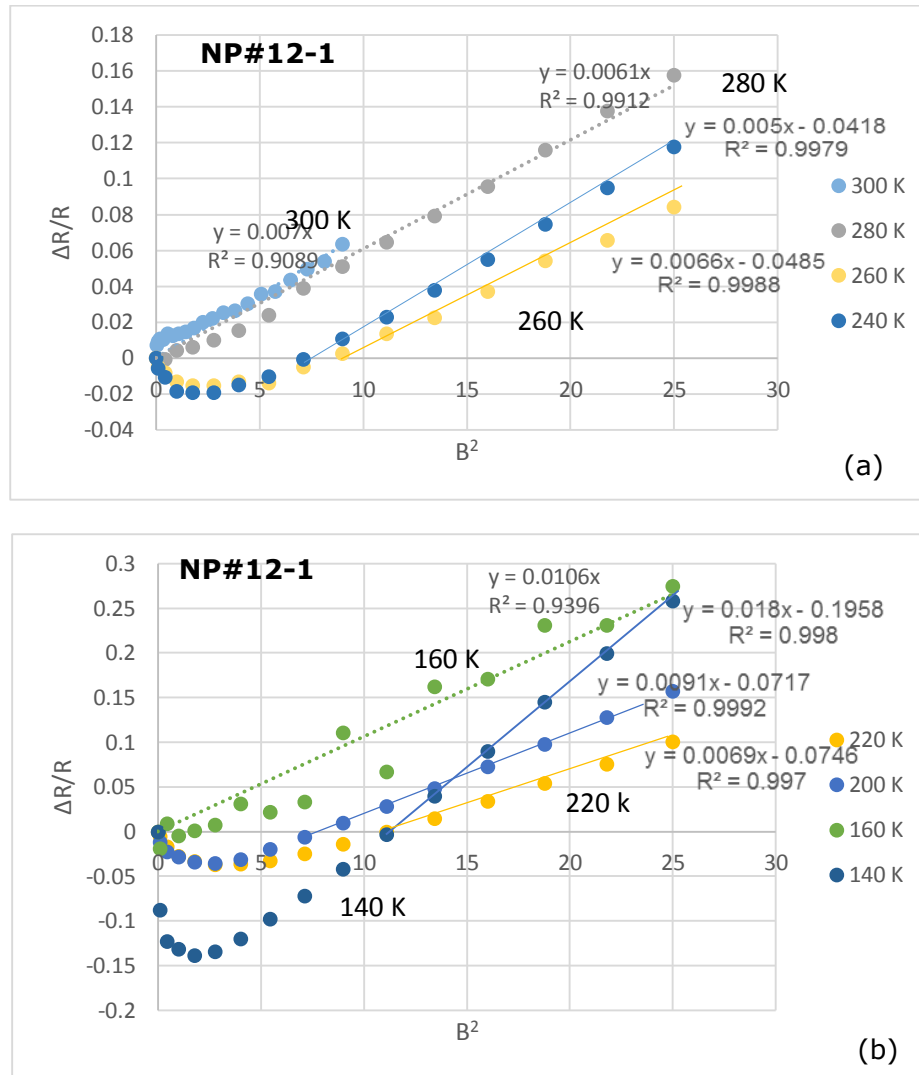 NP#12-1
0.18
0.16
0.14
0.12
0.1
0.08
0.06
0.04
0.02
0
-0.02
-0.04
ΔR/R
y = 0.0061x
R² = 0.9912
280 K
y = 0.005x - 0.0418
R² = 0.9979
300 K
y = 0.007x
R² = 0.9089
y = 0.0066x - 0.0485
R² = 0.9988
260 K
300 K
280 K
260 K
240 K
0 5 10 15 20 25 30
B²
(a)
NP#12-1
0.3
0.25
0.2
0.15
0.1
0.05
0
-0.05
-0.1
-0.15
-0.2
ΔR/R
y = 0.0106x
R² = 0.9396
y = 0.018x - 0.1958
R² = 0.998
160 K
y = 0.0091x - 0.0717
R² = 0.9992
y = 0.0069x - 0.0746
R² = 0.997
220 k
140 K
220 K
200 K
160 K
140 K
0 5 10 15 20 25 30
B²
(b)